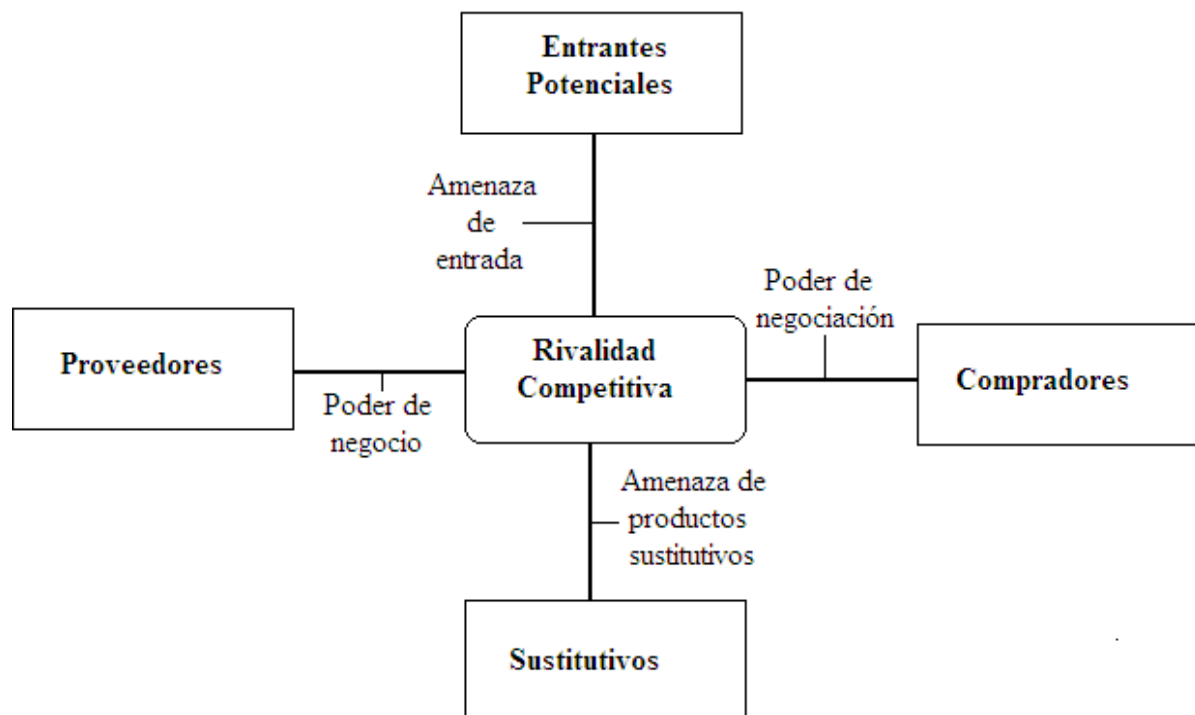 Entrantes
Potenciales
Amenaza
de
entrada
Poder de
negociación
Proveedores
Rivalidad
Competitiva
Compradores
Poder de
negocio
Amenaza de
productos
sustitutivos
Sustitutivos